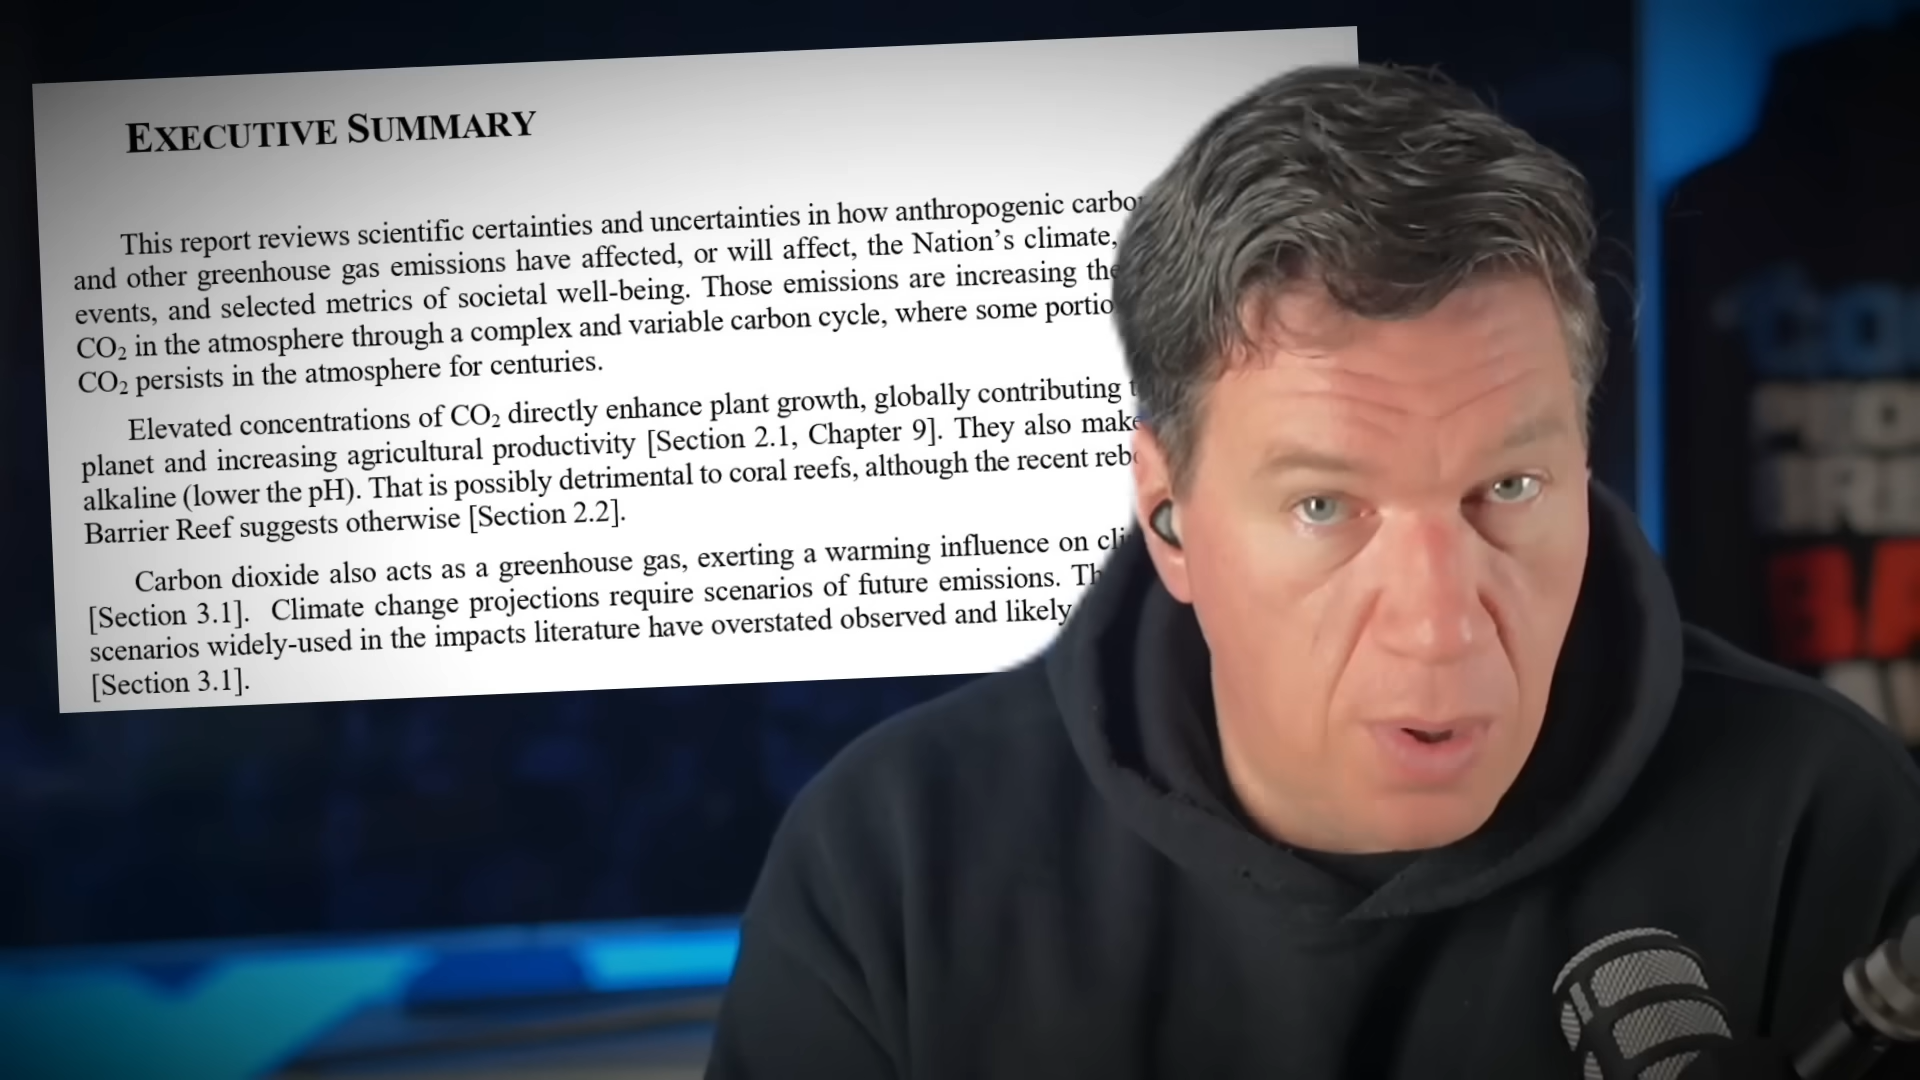 EXECUTIVE SUMMARY
This report reviews scientific certainties and uncertainties in how anthropogenic
and other greenhouse gas emissions have affected, or will affect, the Nation's climate,
events, and selected metrics of societal well-being. Those emissions are increasing the
CO₂ in the atmosphere through a complex and variable carbon cycle, where some
CO₂ persists in the atmosphere for centuries.
Elevated concentrations of CO₂ directly enhance plant growth, globally contributing
planet and increasing agricultural productivity [Section 2.1, Chapter 9]. They also make
alkaline (lower the pH). That is possibly detrimental to coral reefs, although the recent
Barrier Reef suggests otherwise [Section 2.2].
Carbon dioxide also acts as a greenhouse gas, exerting a warming influence on
[Section 3.1]. Climate change projections require scenarios of future emissions.
scenarios widely-used in the impacts literature have overstated observed and likely
[Section 3.1].